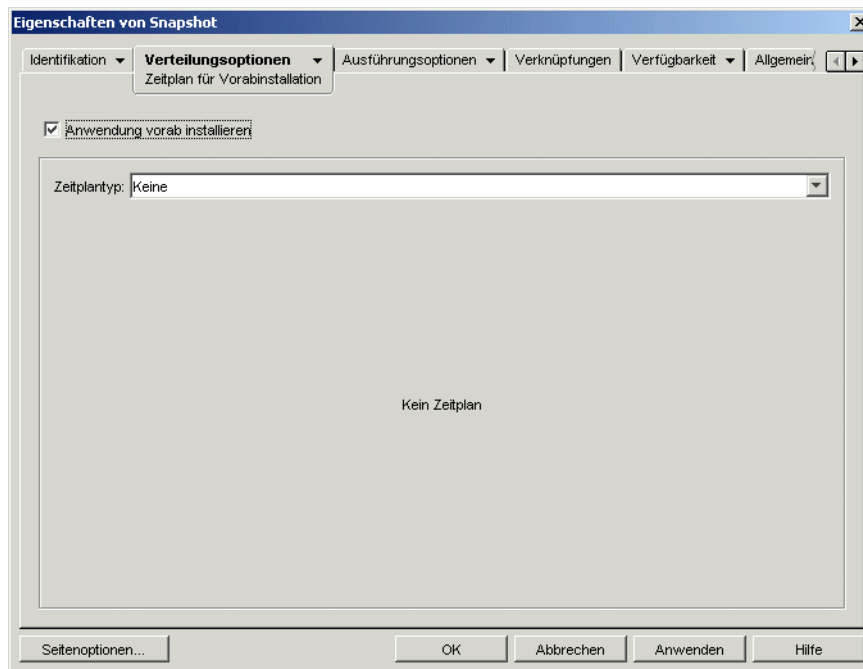 Eigenschaften von Snapshot
Identifikation
Verteilungsoptionen
Zeitplan für Vorabinstallation
Ausführungsoptionen
Verknüpfungen
Verfügbarkeit
Allgemein
Anwendung vorab installieren
Zeitplantyp: Keine
Kein Zeitplan
Seitenoptionen... OK Abbrechen Anwenden Hilfe